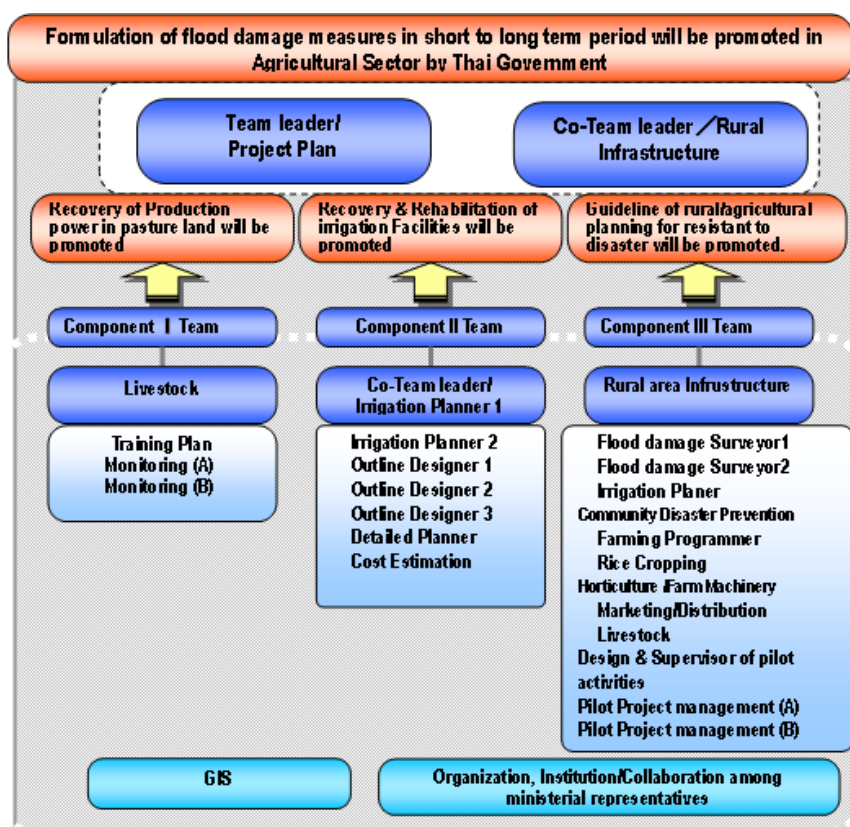 Formulation of flood damage measures in short to long term period will be promoted in
Agricultural Sector by Thai Government
Team leader/
Project Plan
Co-Team leader／Rural
Infrastructure
Recovery of Production
power in pasture land will be
promoted
Recovery & Rehabilitation of
irrigation Facilities will be
promoted
Guideline of rural/agricultural
planning for resistant to
disaster will be promoted.
Component Ⅰ Team
Component II Team
Component III Team
Livestock
Co-Team leader/
Irrigation Planner 1
Rural area Infrustructure
Training Plan
Monitoring (A)
Monitoring (B)
Irrigation Planner 2
Outline Designer 1
Outline Designer 2
Outline Designer 3
Detailed Planner
Cost Estimation
Flood damage Surveyor1
Flood damage Surveyor2
Irrigation Planer
Community Disaster Prevention
Farming Programmer
Rice Cropping
Horticulture /Farm Machinery
Marketing/Distribution
Livestock
Design & Supervisor of pilot
activities
Pilot Project management (A)
Pilot Project management (B)
GIS
Organization, Institution/Collaboration among
ministerial representatives